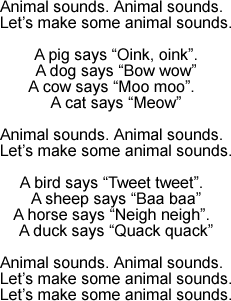 Animal sounds. Animal sounds.
Let's make some animal sounds.
A pig says “Oink, oink”.
A dog says “Bow wow”
A cow says “Moo moo”.
A cat says “Meow”
Animal sounds. Animal sounds.
Let's make some animal sounds.
A bird says “Tweet tweet”.
A sheep says “Baa baa”
A horse says “Neigh neigh”.
A duck says “Quack quack”
Animal sounds. Animal sounds.
Let's make some animal sounds.
Let's make some animal sounds.